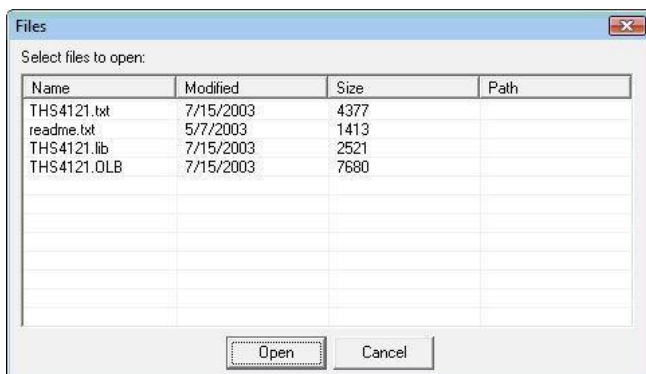 Files
Select files to open:
Name Modified Size Path
THS4121.txt 7/15/2003 4377
readme.txt 5/7/2003 1413
THS4121.lib 7/15/2003 2521
THS4121.OLB 7/15/2003 7680
Open Cancel